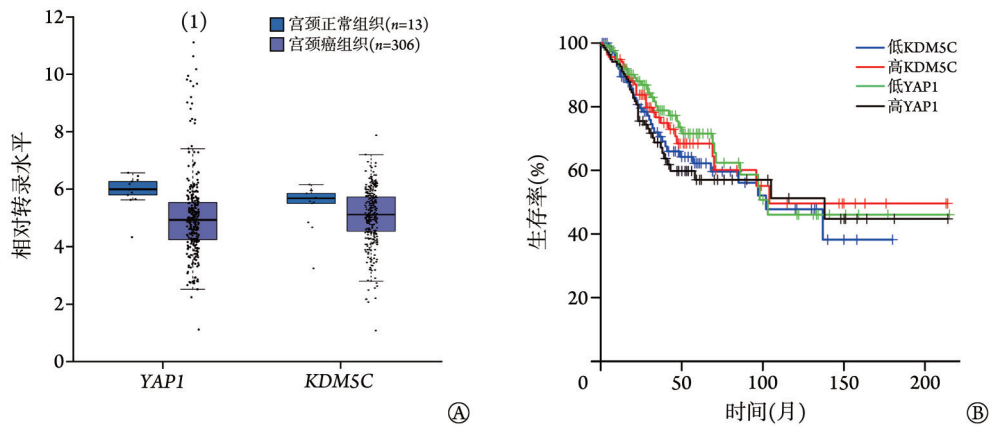 (1)
宫颈正常组织(n=13)
宫颈癌组织(n=306)
相对转录水平
12
10
8
6
4
2
0
YAP1
KDM5C
Ⓐ
低KDM5C
高KDM5C
低YAP1
高YAP1
生存率(%)
100
80
60
40
20
0
50
100
150
200
时间(月)
Ⓑ